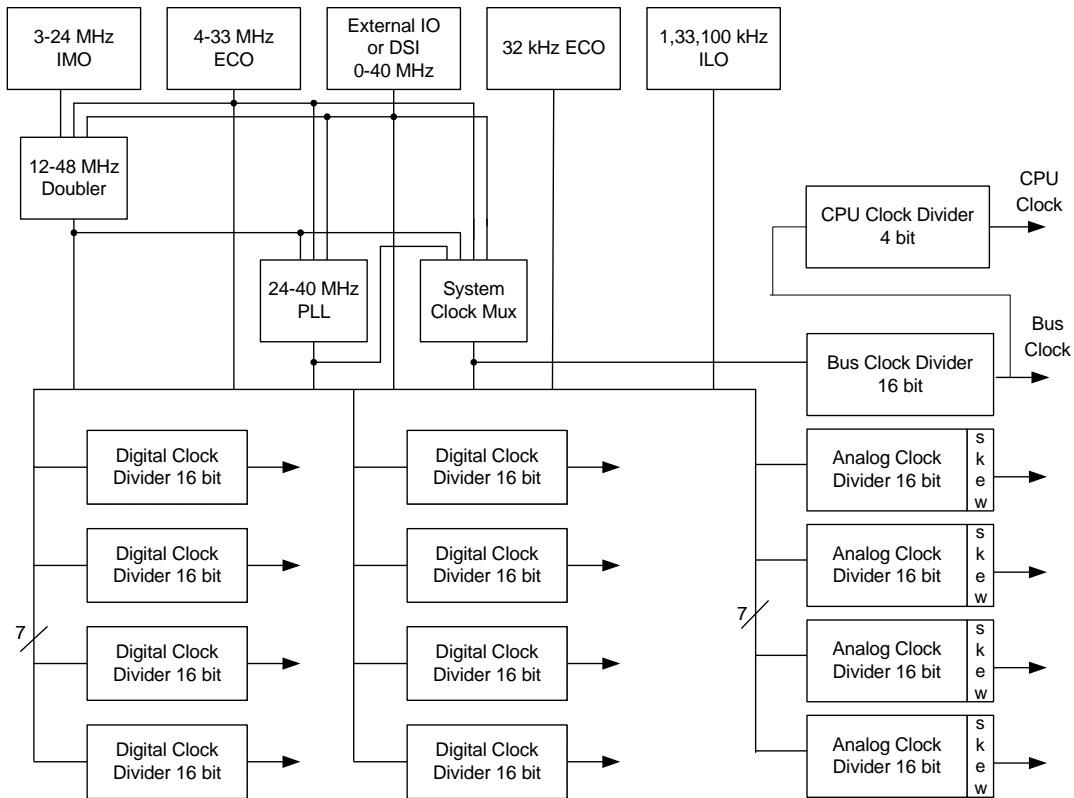 3-24 MHz
IMO
4-33 MHz
ECO
External IO
or DSI
0-40 MHz
32 kHz ECO
1,33,100 kHz
ILO
12-48 MHz
Doubler
24-40 MHz
PLL
System
Clock Mux
CPU Clock Divider
4 bit
CPU
Clock
Bus Clock Divider
16 bit
Bus
Clock
Digital Clock
Divider 16 bit
Digital Clock
Divider 16 bit
Analog Clock
Divider 16 bit
s
k
e
w
Digital Clock
Divider 16 bit
Digital Clock
Divider 16 bit
Analog Clock
Divider 16 bit
s
k
e
w
7
7
Digital Clock
Divider 16 bit
Digital Clock
Divider 16 bit
Analog Clock
Divider 16 bit
s
k
e
w
Digital Clock
Divider 16 bit
Digital Clock
Divider 16 bit
Analog Clock
Divider 16 bit
s
k
e
w